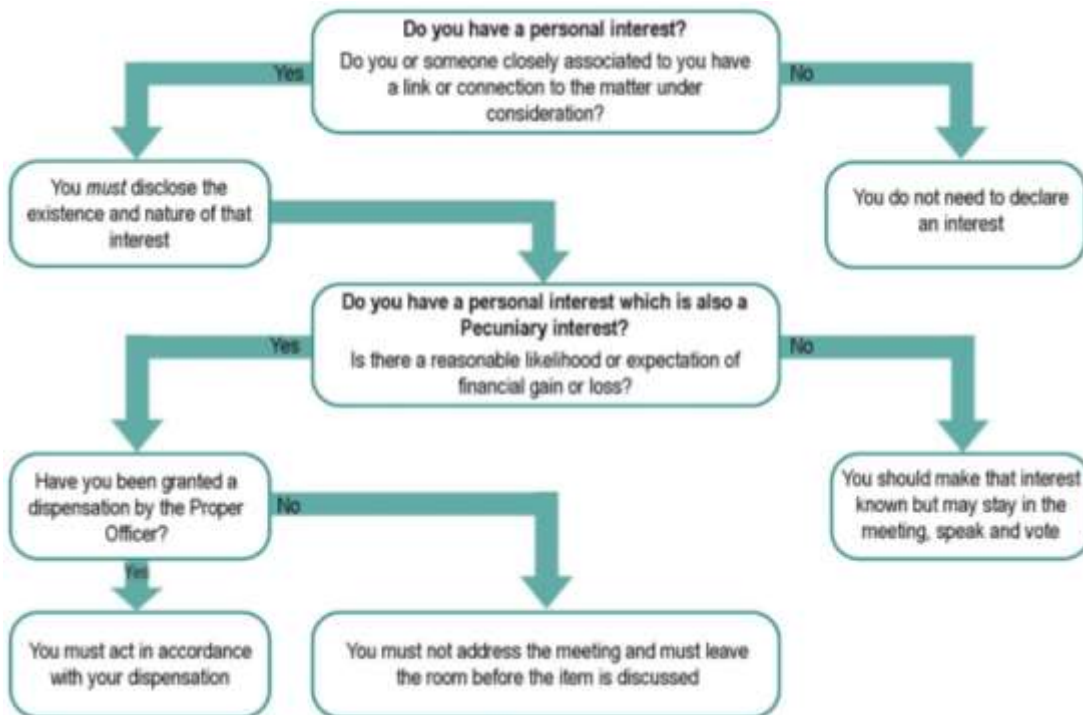 Do you have a personal interest?
Do you or someone closely associated to you have
a link or connection to the matter under
consideration?
Yes
No
You must disclose the
existence and nature of that
interest
You do not need to declare
an interest
Do you have a personal interest which is also a
Pecuniary interest?
Is there a reasonable likelihood or expectation of
financial gain or loss?
Yes
No
Have you been granted a
dispensation by the Proper
Officer?
No
You should make that interest
known but may stay in the
meeting, speak and vote
Yes
You must act in accordance
with your dispensation
You must not address the meeting and must leave
the room before the item is discussed